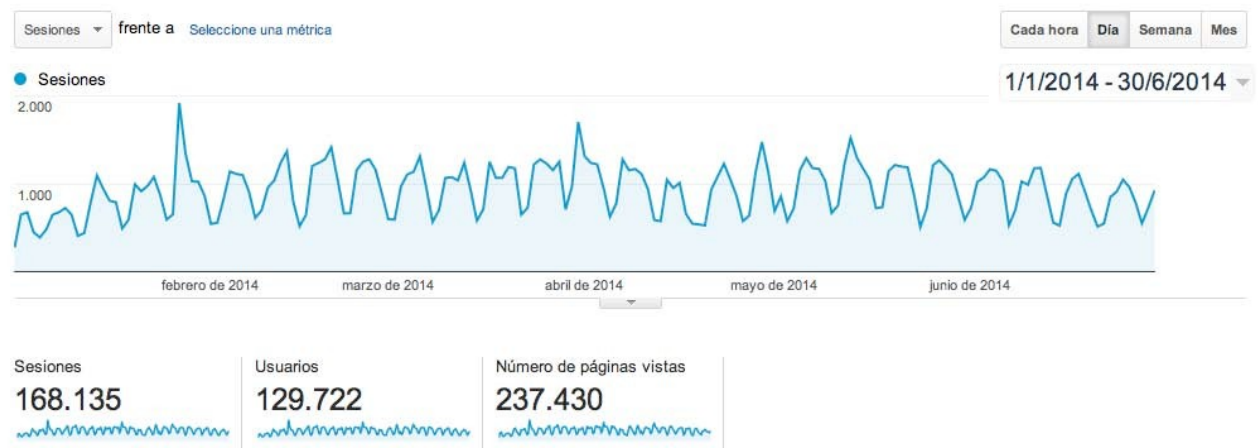 Sesiones frente a Seleccione una métrica
Cada hora Día Semana Mes
Sesiones
1/1/2014 - 30/6/2014
2.000
1.000
febrero de 2014 marzo de 2014 abril de 2014 mayo de 2014 junio de 2014
Sesiones
168.135
Usuarios
129.722
Número de páginas vistas
237.430